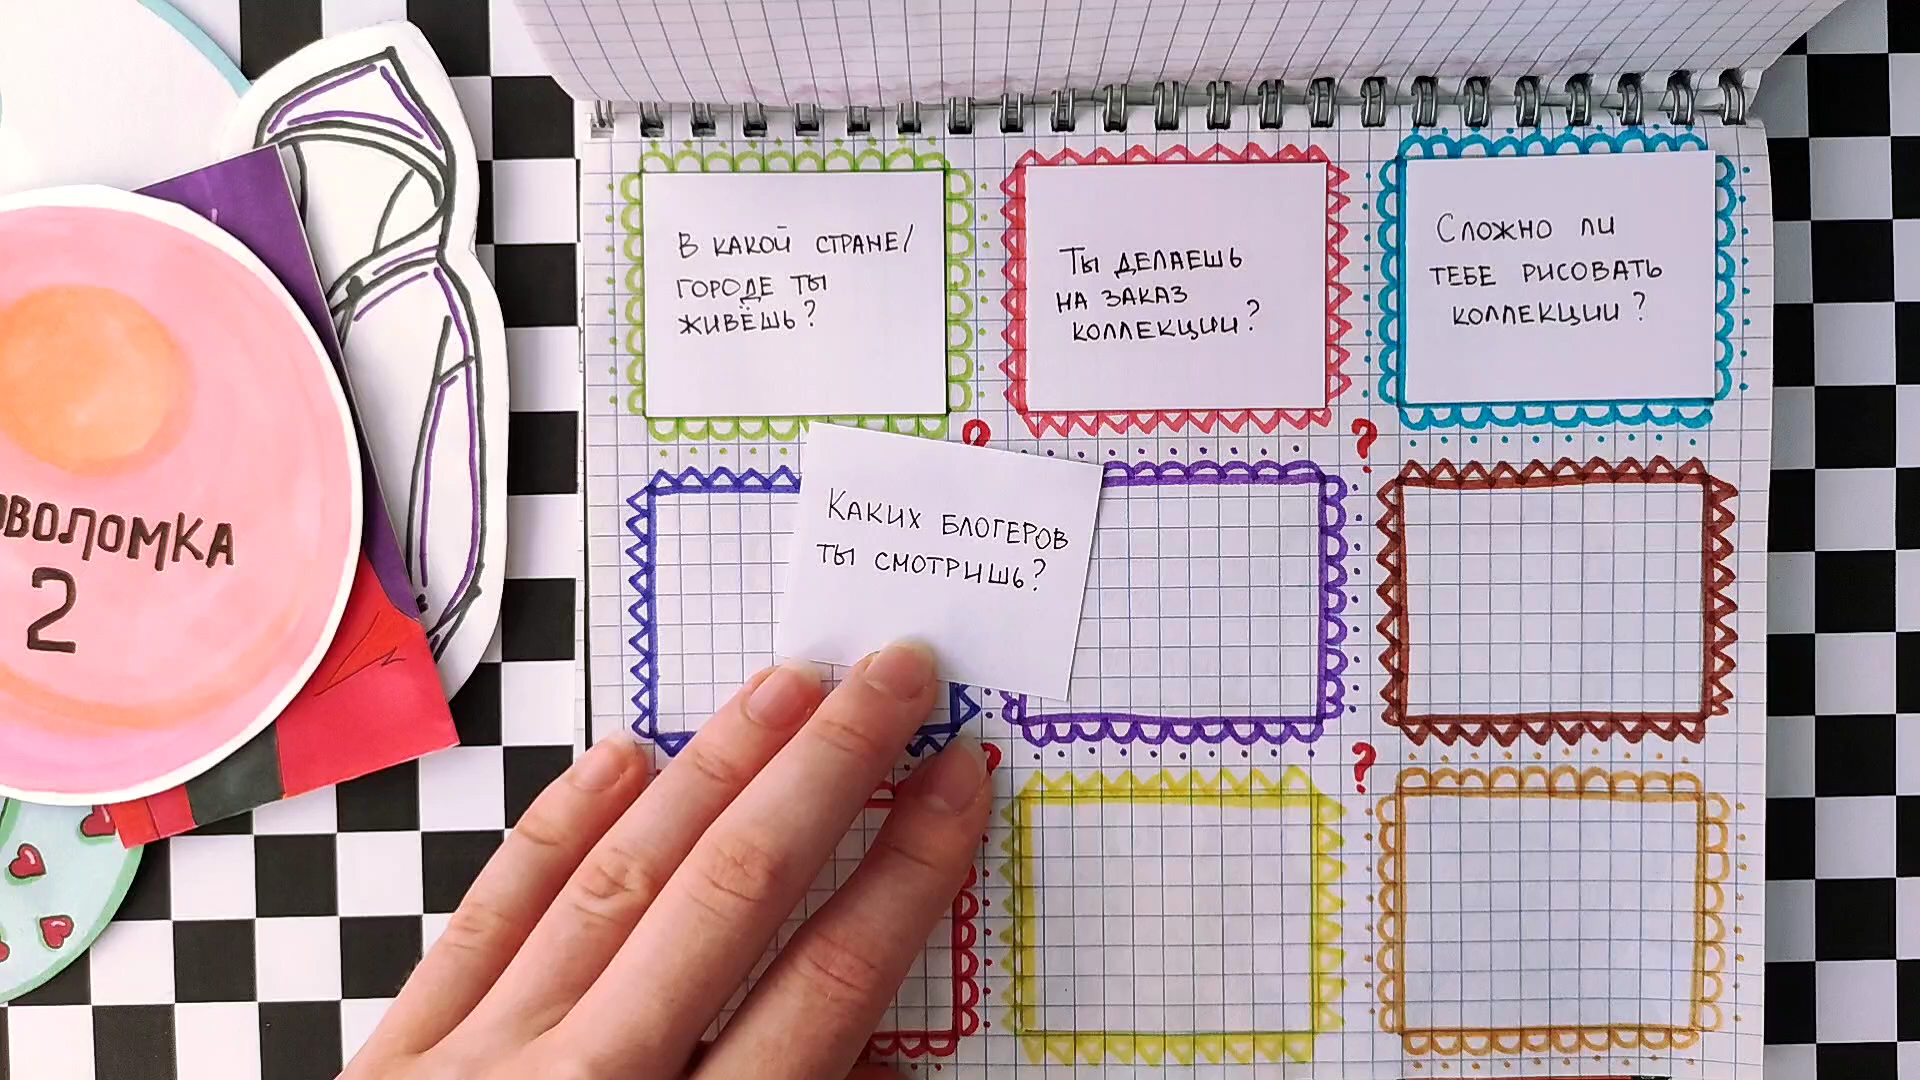 В какой стране/
городе ты
живёшь?
Ты делаешь
на заказ
коллекции?
Сложно ли
тебе рисовать
коллекции?
Каких блогеров
ты смотришь?
2
?
?
?
?